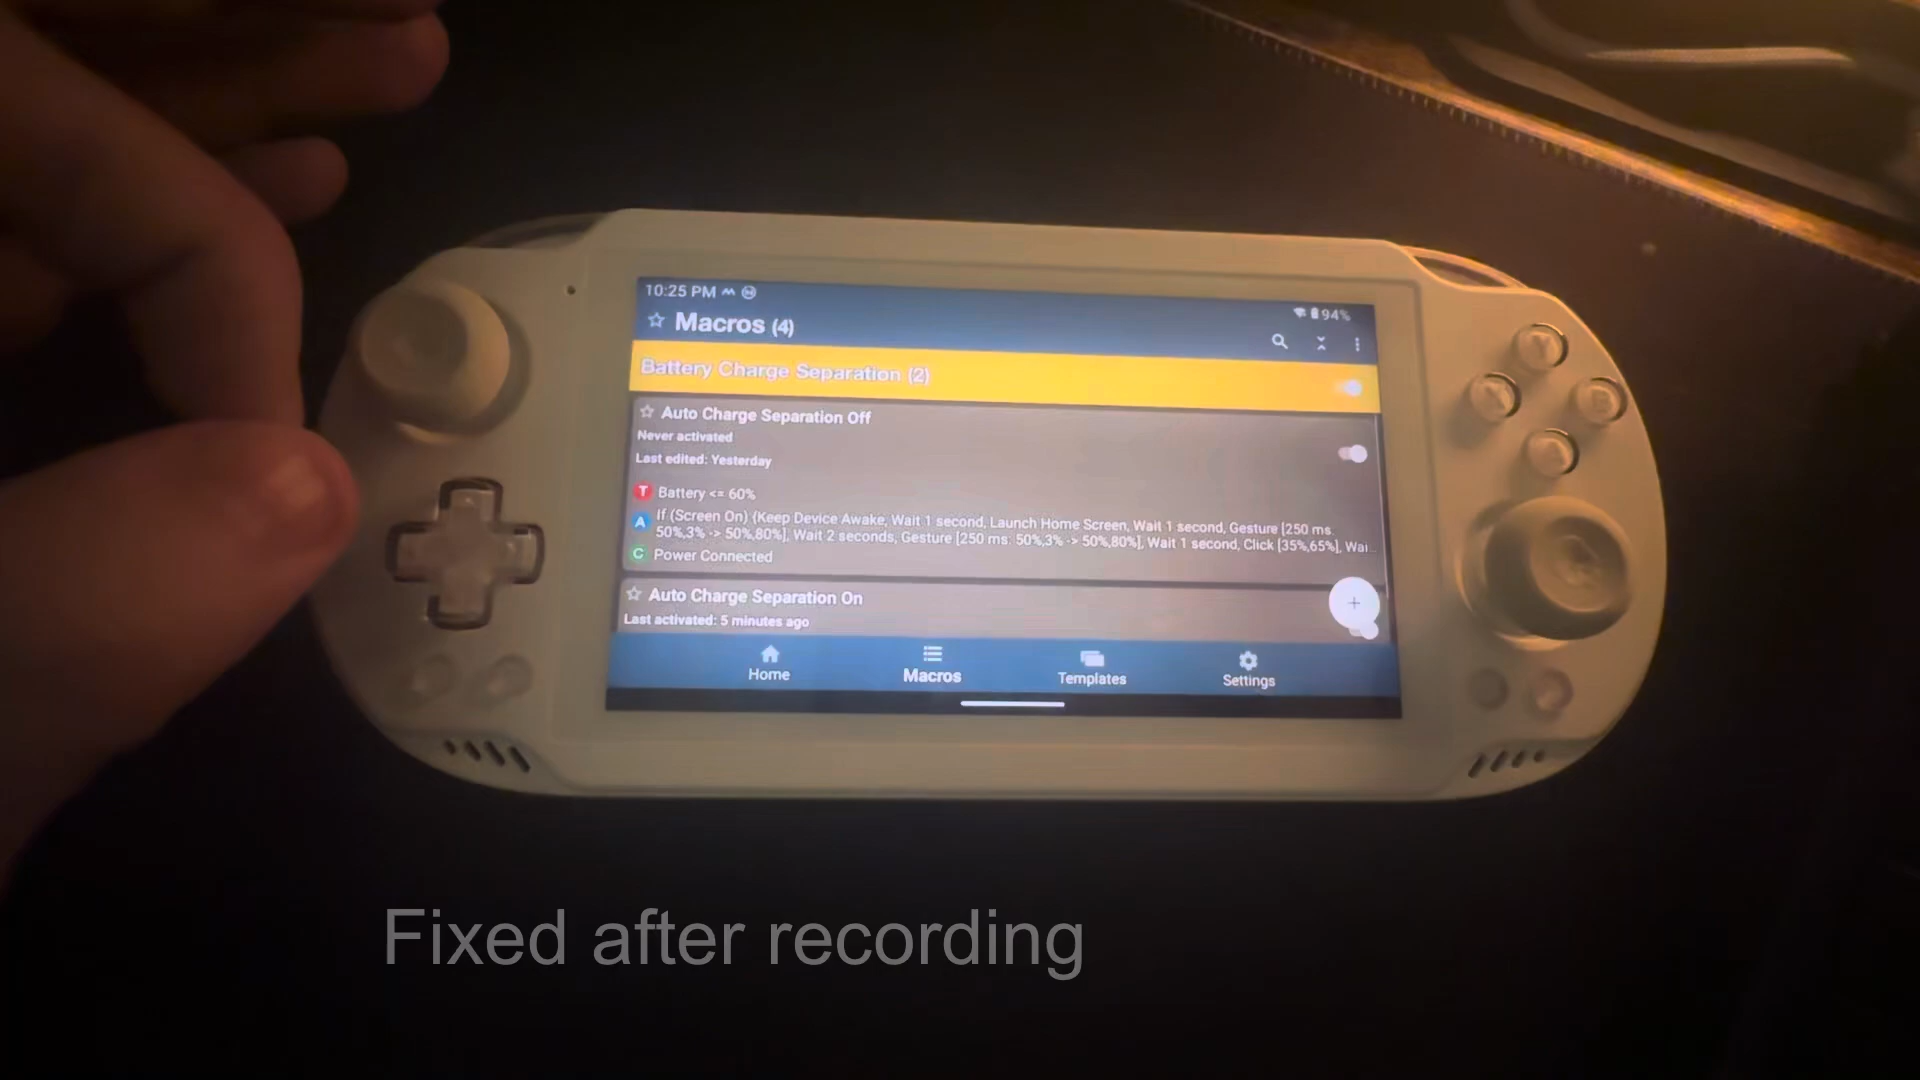 10:25 PM
94%
Macros (4)
Battery Charge Separation (2)
Auto Charge Separation Off
Never activated
Last edited: Yesterday
T Battery <= 60%
A If (Screen On) (Keep Device Awake, Wait 1 second, Launch Home Screen, Wait 1 second, Gesture [250 ms:
50%,3% -> 50%,80%], Wait 2 seconds, Gesture [250 ms: 50%,3% -> 50%,80%], Wait 1 second, Click [35%,65%], Wai...
C Power Connected
Auto Charge Separation On
Last activated: 5 minutes ago
+
Home
Macros
Templates
Settings
Fixed after recording